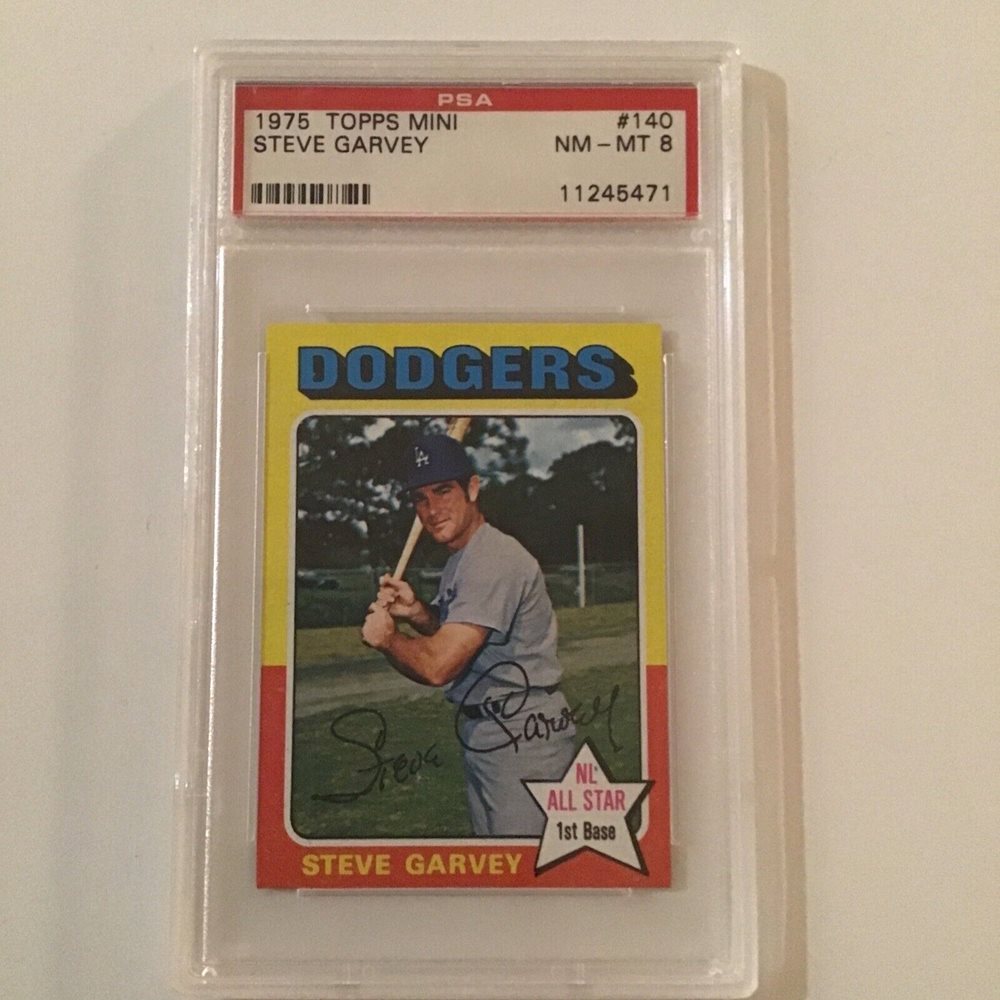 PSA
1975 TOPPS MINI #140
STEVE GARVEY NM-MT 8
11245471
DODGERS
LA
Steve Garvey
NL
ALL STAR
1st Base
STEVE GARVEY